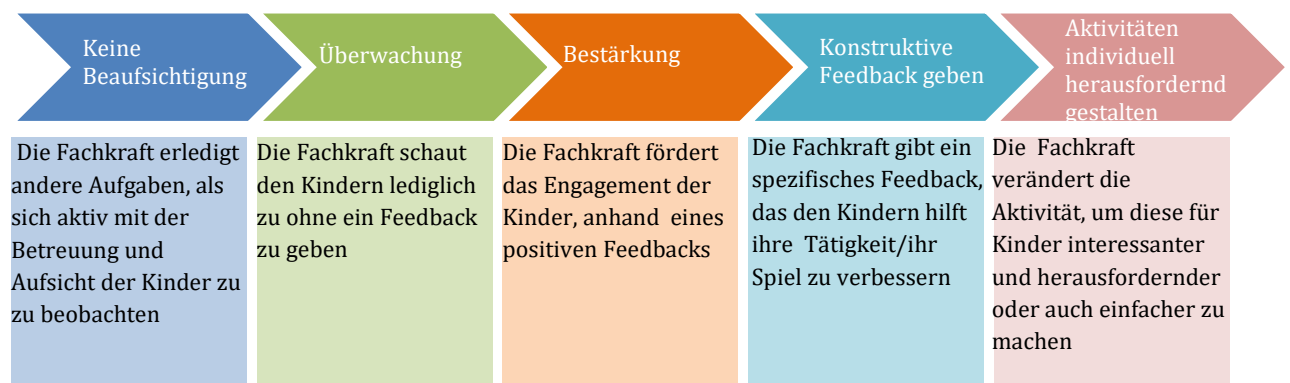 Keine
Beaufsichtigung
Überwachung
Bestärkung
Konstruktive
Feedback geben
Aktivitäten
individuell
herausfordernd
gestalten
Die Fachkraft erledigt
andere Aufgaben, als
sich aktiv mit der
Betreuung und
Aufsicht der Kinder zu
zu beobachten
Die Fachkraft schaut
den Kindern lediglich
zu ohne ein Feedback
zu geben
Die Fachkraft fördert
das Engagement der
Kinder, anhand eines
positiven Feedbacks
Die Fachkraft gibt ein
spezifisches Feedback,
das den Kindern hilft
ihre Tätigkeit/ihr
Spiel zu verbessern
Die Fachkraft
verändert die
Aktivität, um diese für
Kinder interessanter
und herausfordernder
oder auch einfacher zu
machen